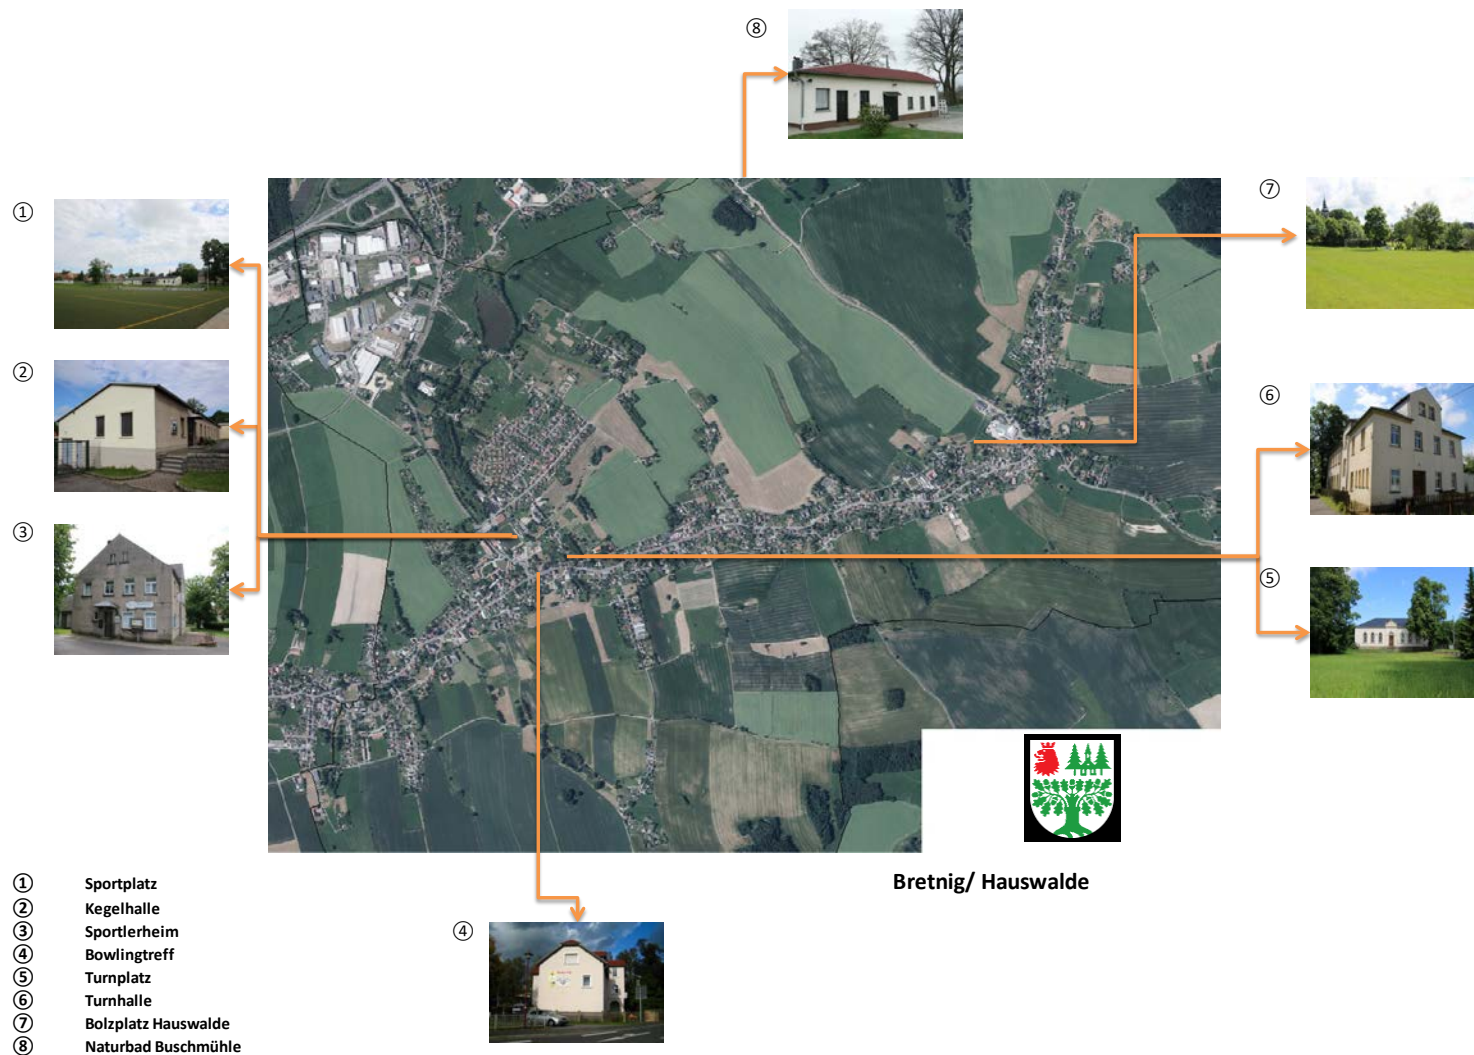 ⑧
①
⑦
②
⑥
③
⑤
Bretnig/ Hauswalde
④
① Sportplatz
② Kegelhalle
③ Sportlerheim
④ Bowlingtreff
⑤ Turnplatz
⑥ Turnhalle
⑦ Bolzplatz Hauswalde
⑧ Naturbad Buschmühle